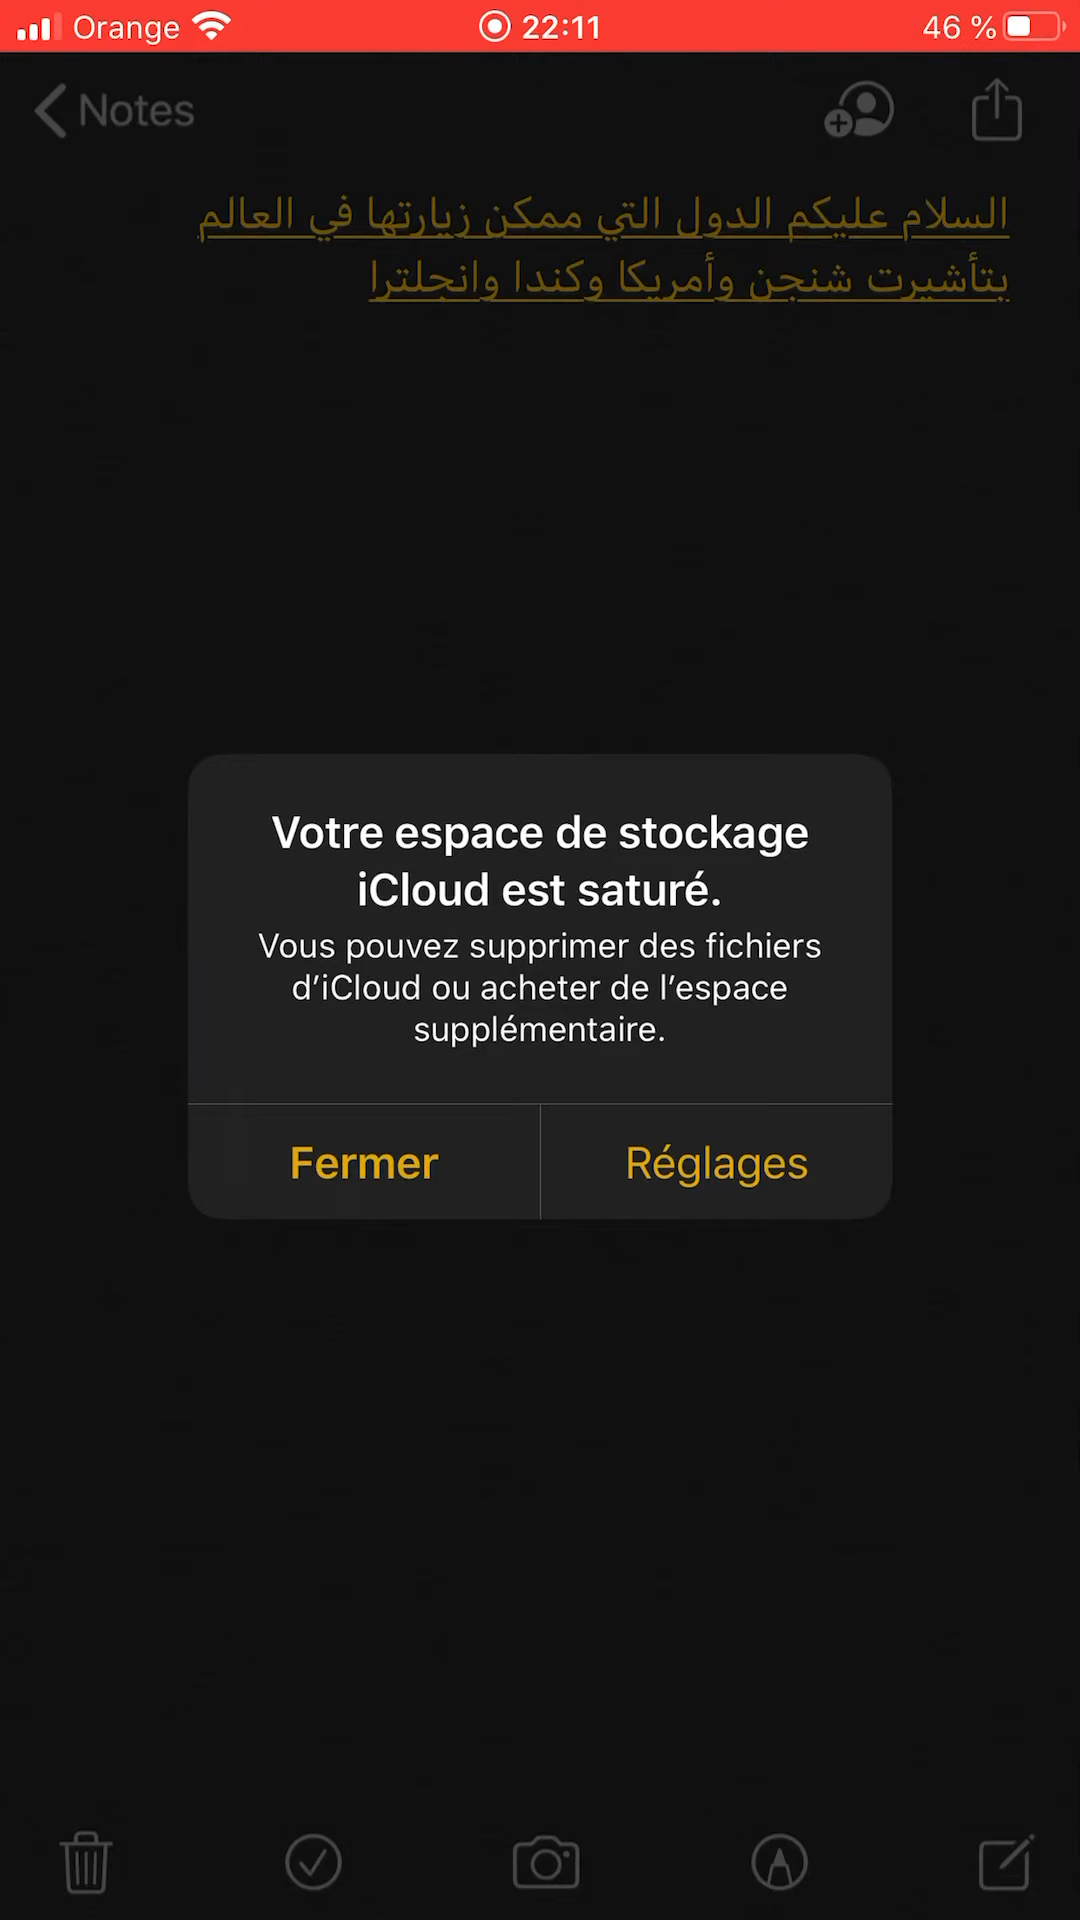 Orange 22:11 46 %
Notes
السلام عليكم الدول التي ممكن زيارتها في العالم
بتأشيرت شنجن وأمريكا وكندا وانجلترا
Votre espace de stockage
iCloud est saturé.
Vous pouvez supprimer des fichiers
d’iCloud ou acheter de l’espace
supplémentaire.
Fermer Réglages